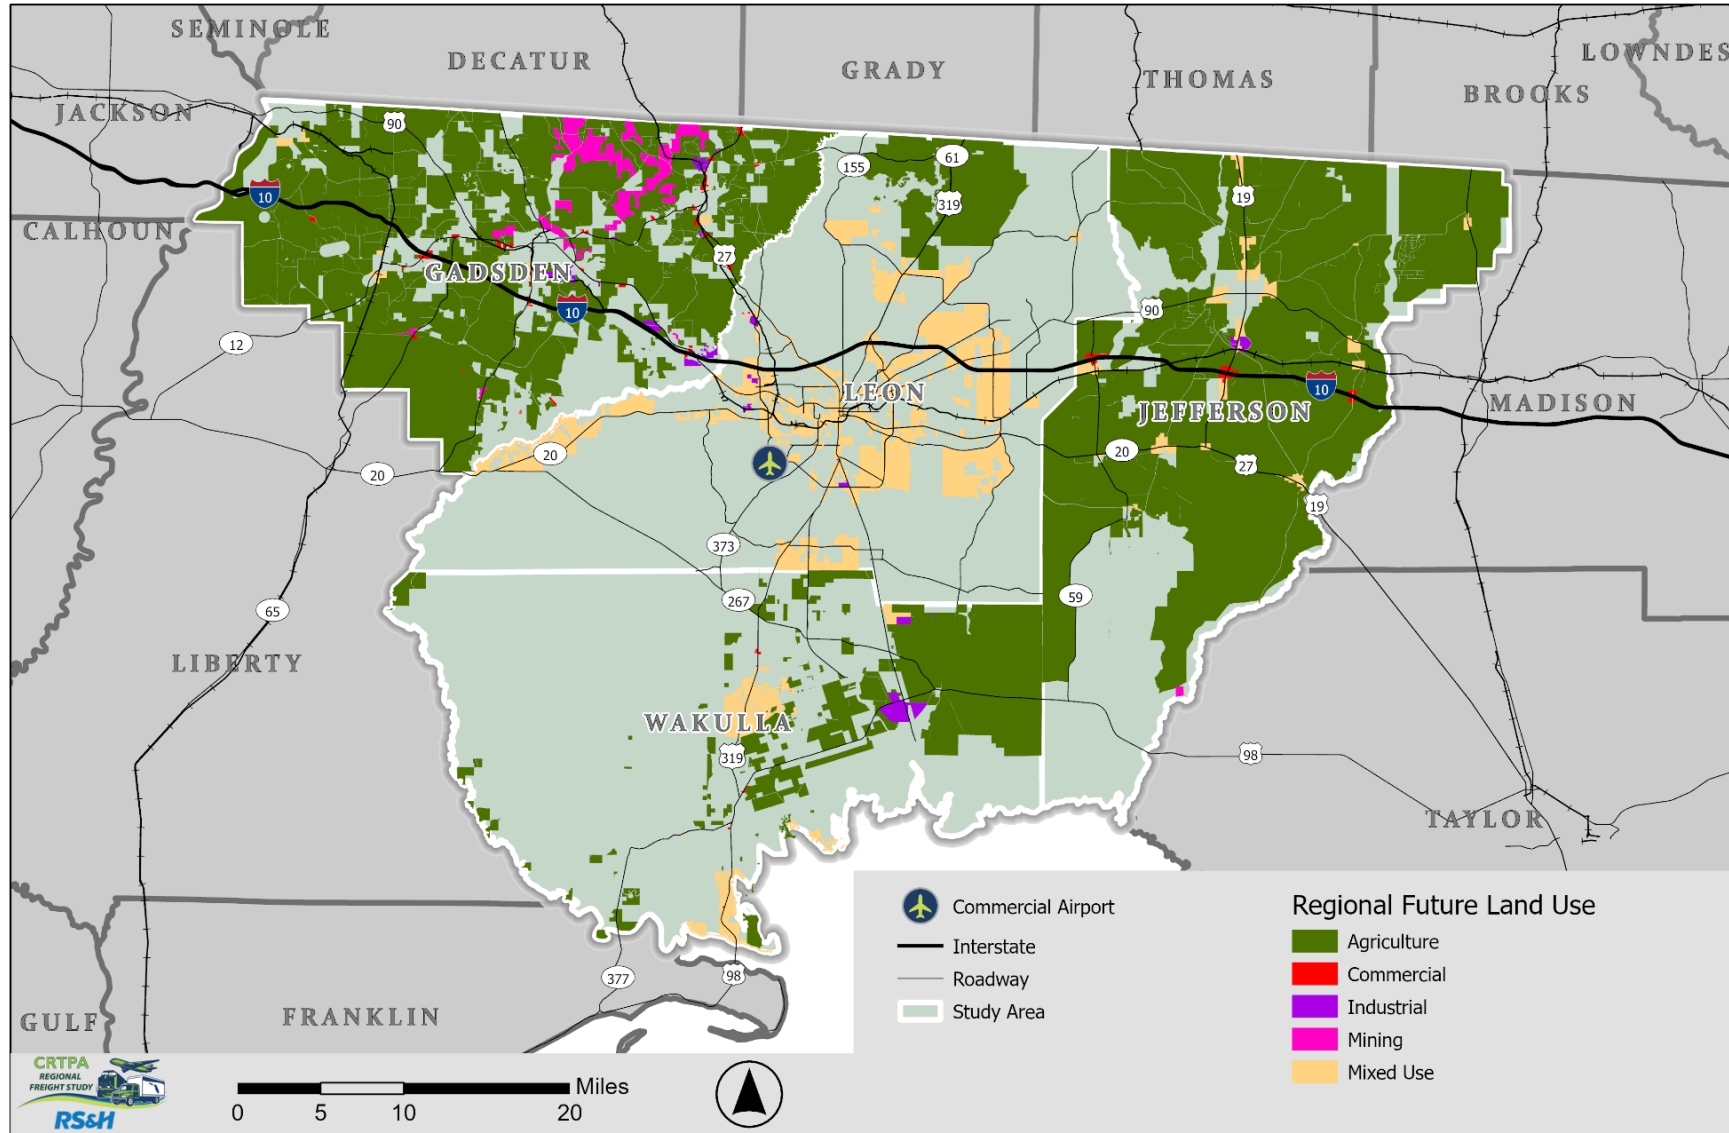 SEMINOLE
DECATUR
GRADY
THOMAS
LOWNDES
BROOKS
JACKSON
90
155
61
319
19
10
CALHOUN
27
GADSDEN
10
90
12
LEON
10
JEFFERSON
MADISON
20
20
20
27
19
373
267
59
65
LIBERTY
WAKULLA
319
98
TAYLOR
377
98
GULF
FRANKLIN
Commercial Airport
Interstate
Roadway
Study Area
Regional Future Land Use
Agriculture
Commercial
Industrial
Mining
Mixed Use
CRTPA
REGIONAL
FREIGHT STUDY
RS&H
Miles
0 5 10 20